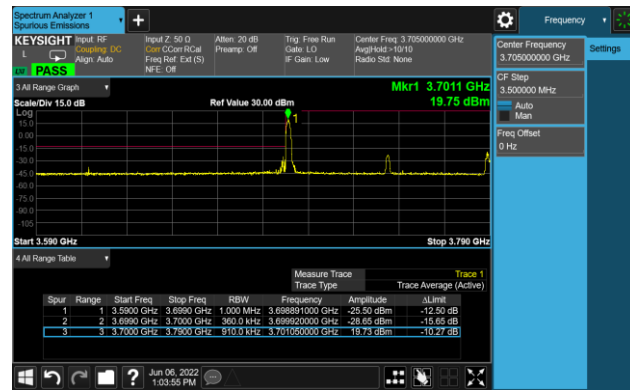 Spectrum Analyzer 1
Spurious Emissions
Frequency
KEYSIGHT Input: RF
Coupling: DC
Align: Auto
Input Z: 50 Ω
Corr CCorr RCal
Freq Ref: Ext (S)
NFE: Off
Atten: 20 dB
Preamp: Off
Trig: Free Run
Gate: LO
IF Gain: Low
Center Freq: 3.705000000 GHz
Avg|Hold:>10/10
Radio Std: None
L
PASS
Center Frequency
3.705000000 GHz
Settings
CF Step
3.500000 MHz
Auto
Man
Freq Offset
0 Hz
3 All Range Graph
Mkr1 3.7011 GHz
Scale/Div 15.0 dB
Ref Value 30.00 dBm
19.75 dBm
Log
1
15.0
0.00
-15.0
-30.0
-45.0
-60.0
-75.0
-90.0
-105
Start 3.590 GHz
Stop 3.790 GHz
4 All Range Table
Measure Trace Trace 1
Trace Type Trace Average (Active)
Spur Range Start Freq Stop Freq RBW Frequency Amplitude ΔLimit
1 1 3.5900 GHz 3.6990 GHz 1.000 MHz 3.698891000 GHz -25.50 dBm -12.50 dB
2 2 3.6990 GHz 3.7000 GHz 360.0 kHz 3.699920000 GHz -28.65 dBm -15.65 dB
3 3 3.7000 GHz 3.7900 GHz 910.0 kHz 3.701050000 GHz 19.73 dBm -10.27 dB
Jun 06, 2022
1:03:55 PM